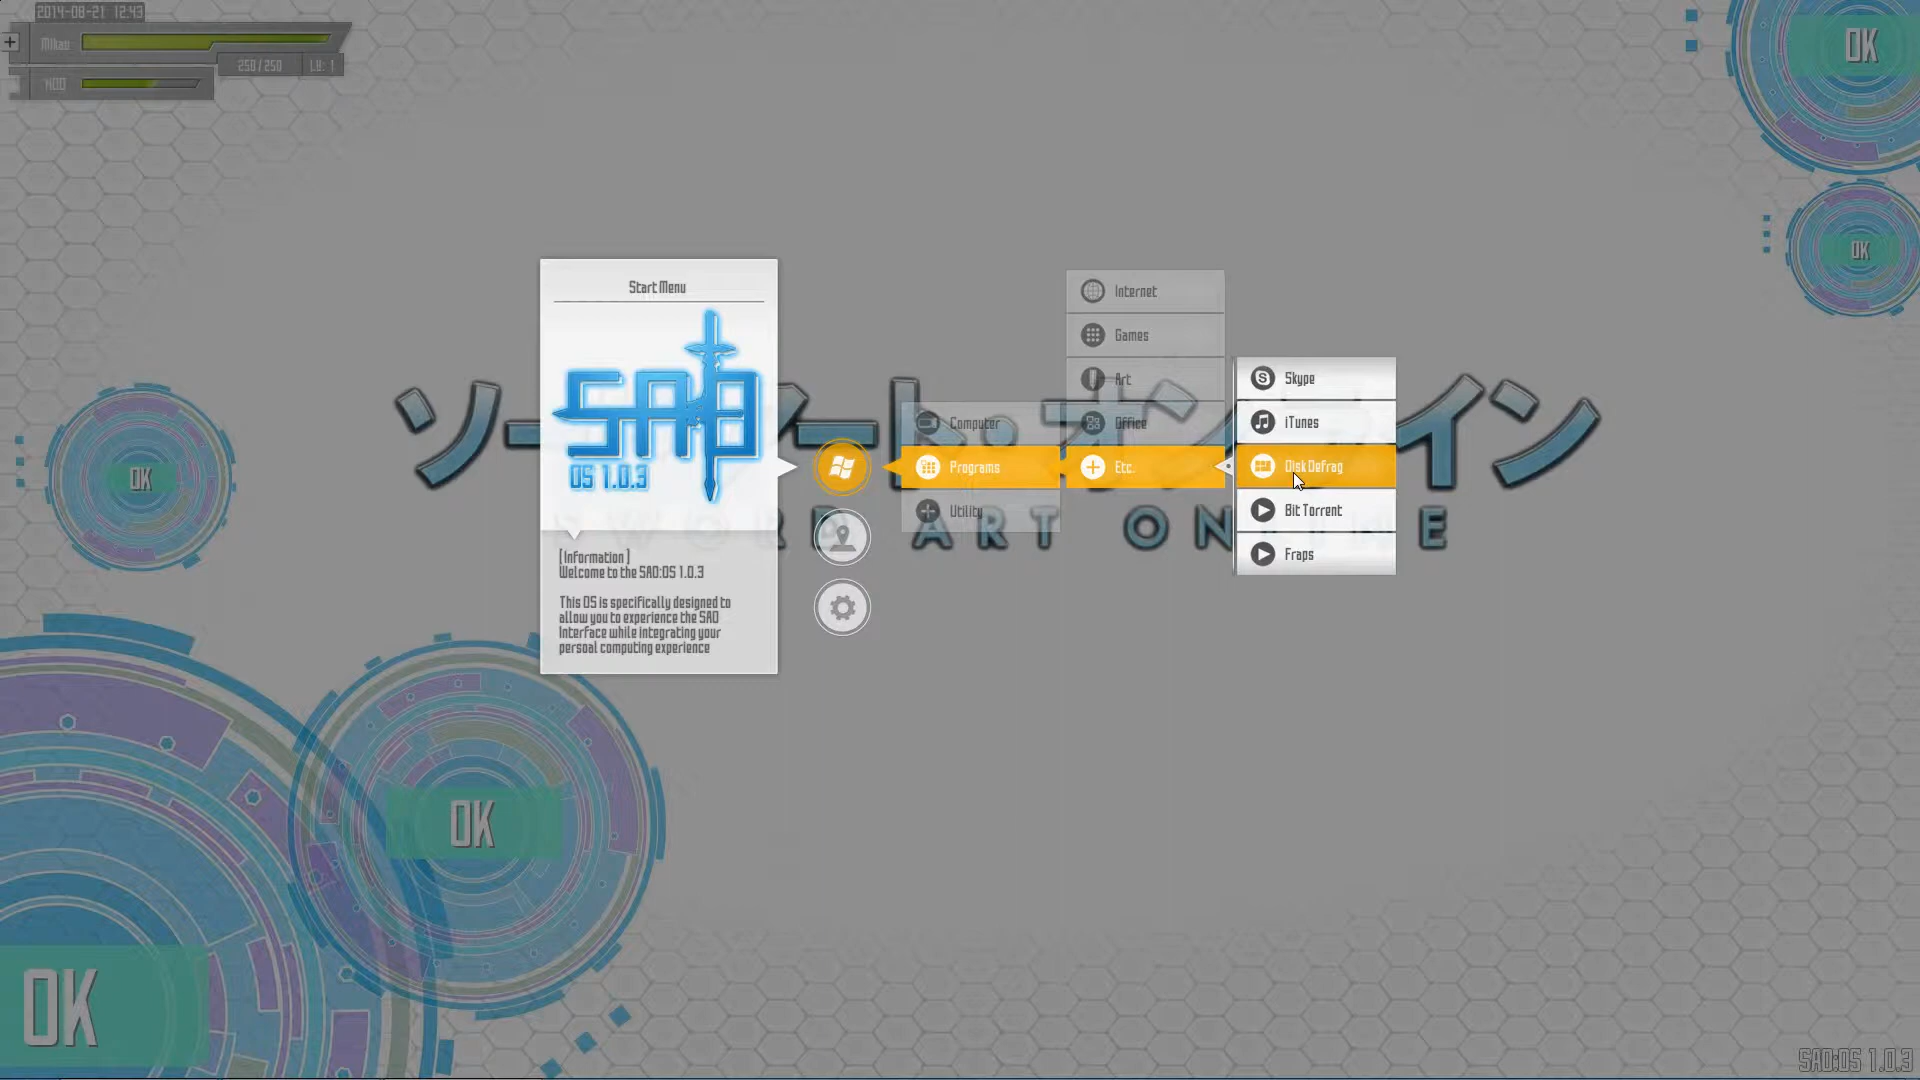 2014-08-21 12:43
Mikau
250 / 250
LV: 1
OK
OK
Start Menu
SAO
OS 1.0.3
[Information]
Welcome to the SAO:OS 1.0.3
This OS is specifically designed to
allow you to experience the SAO
Interface while integrating your
persoal computing experience
Internet
Games
Art
Office
Etc.
Computer
Programs
Utility
Skype
iTunes
DiskDefrag
Bit Torrent
Fraps
ART
OK
OK
OK
SAO:OS 1.0.3